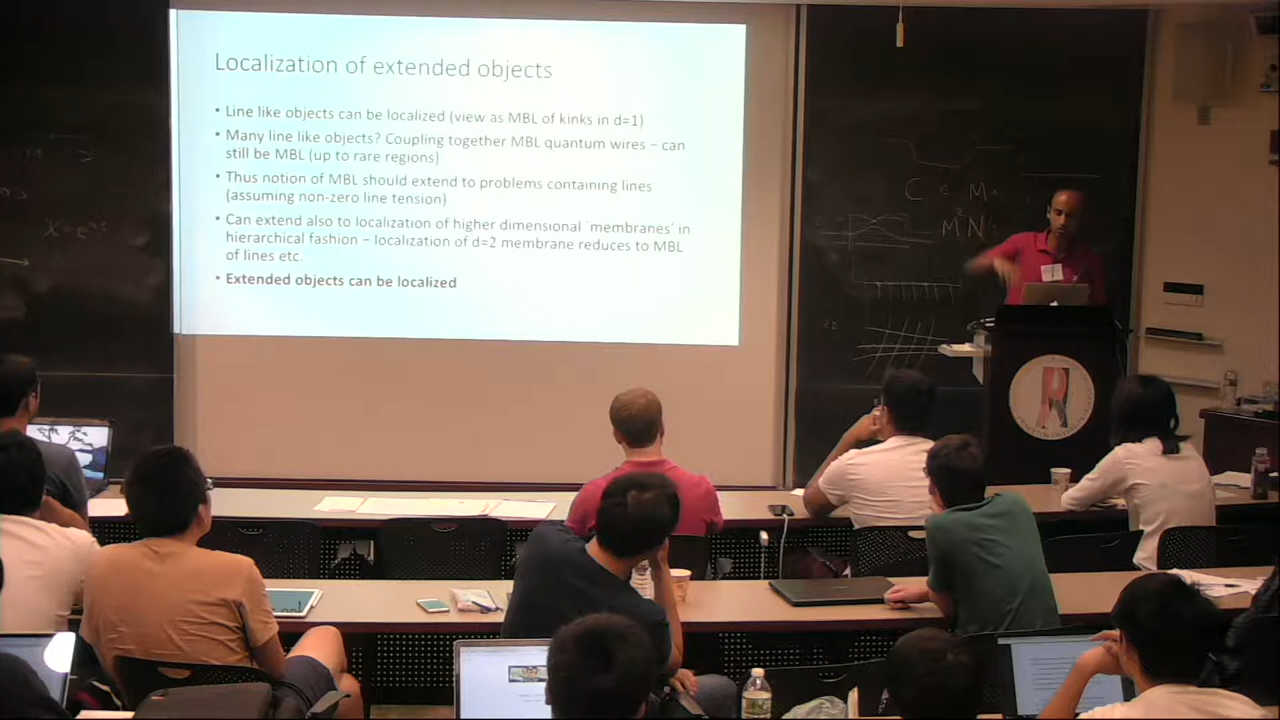 Localization of extended objects
• Line like objects can be localized (view as MBL of kinks in d=1)
• Many line like objects? Coupling together MBL quantum wires – can
still be MBL (up to rare regions)
• Thus notion of MBL should extend to problems containing lines
(assuming non-zero line tension)
• Can extend also to localization of higher dimensional 'membranes' in
hierarchical fashion – localization of d=2 membrane reduces to MBL
of lines etc.
• Extended objects can be localized